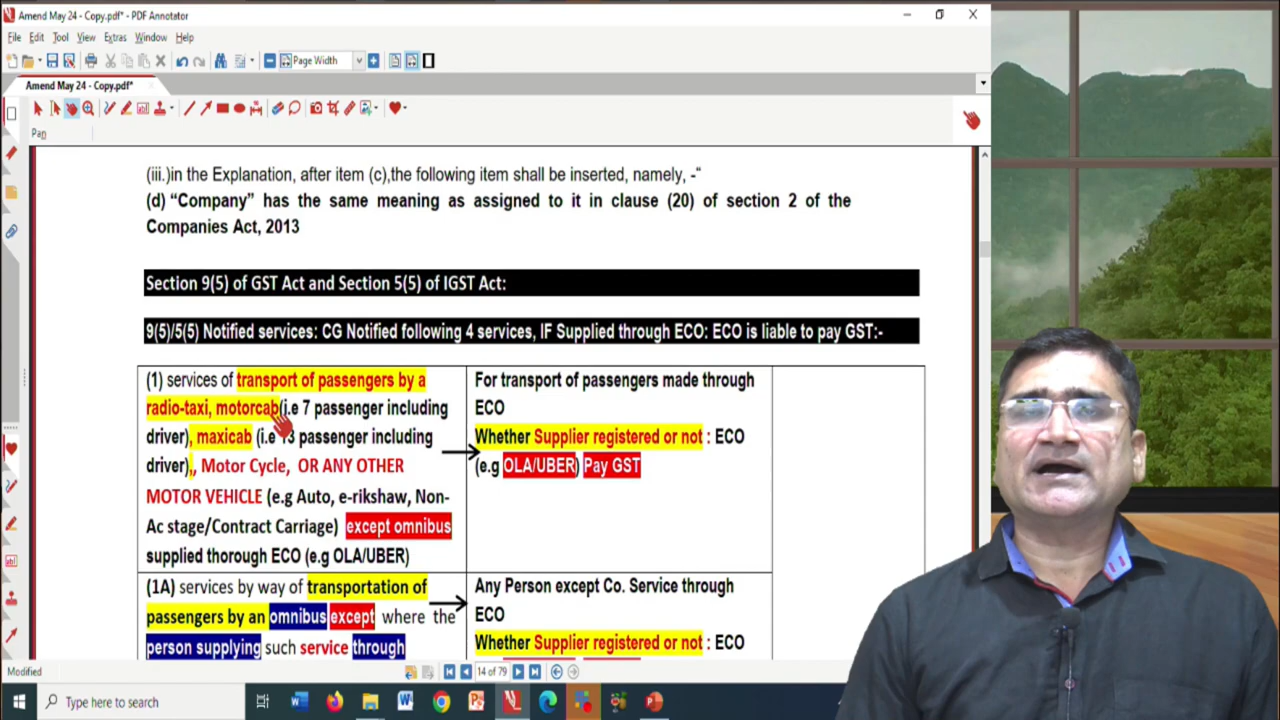 Amend May 24 - Copy.pdf* - PDF Annotator
File Edit Tool View Extras Window Help
Page Width
Amend May 24 - Copy.pdf*
Pan
(iii.)in the Explanation, after item (c),the following item shall be inserted, namely, -“
(d) “Company” has the same meaning as assigned to it in clause (20) of section 2 of the
Companies Act, 2013
Section 9(5) of GST Act and Section 5(5) of IGST Act:
9(5)/5(5) Notified services: CG Notified following 4 services, IF Supplied through ECO: ECO is liable to pay GST:-
(1) services of transport of passengers by a
radio-taxi, motorcab(i.e 7 passenger including
driver), maxicab (i.e 13 passenger including
driver),, Motor Cycle, OR ANY OTHER
MOTOR VEHICLE (e.g Auto, e-rikshaw, Non-
Ac stage/Contract Carriage) except omnibus
supplied thorough ECO (e.g OLA/UBER)
For transport of passengers made through
ECO
Whether Supplier registered or not : ECO
(e.g OLA/UBER) Pay GST
(1A) services by way of transportation of
passengers by an omnibus except where the
person supplying such service through
Any Person except Co. Service through
ECO
Whether Supplier registered or not : ECO
Modified
14 of 79
Type here to search